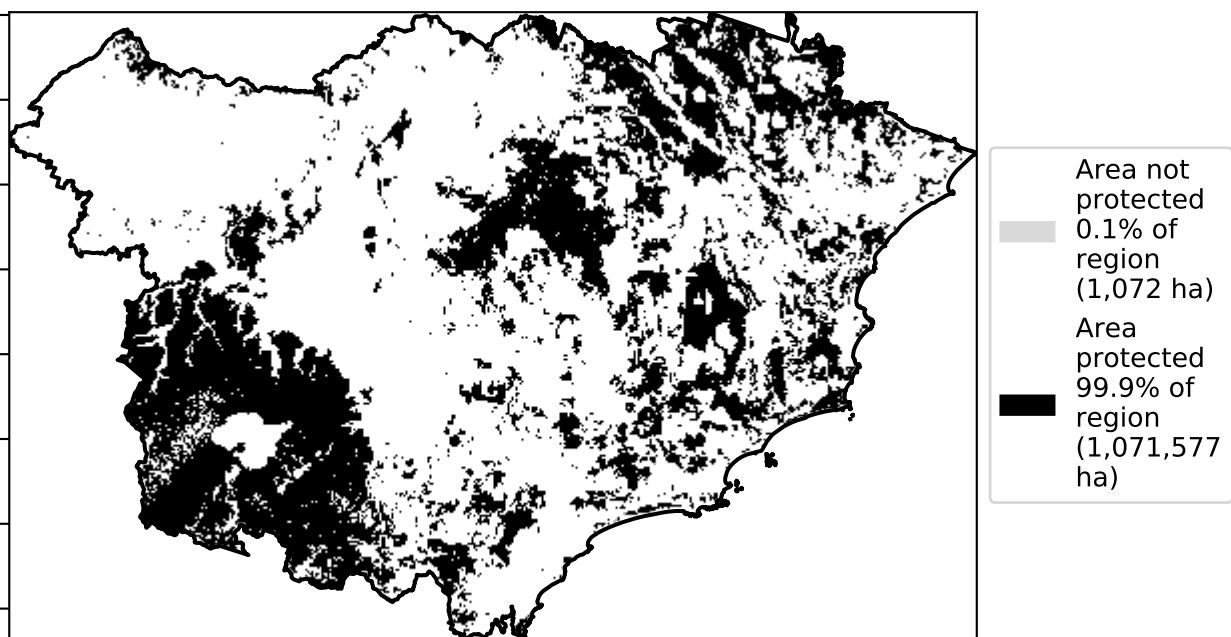 Area not
protected
0.1% of
region
(1,072 ha)
Area
protected
99.9% of
region
(1,071,577
ha)